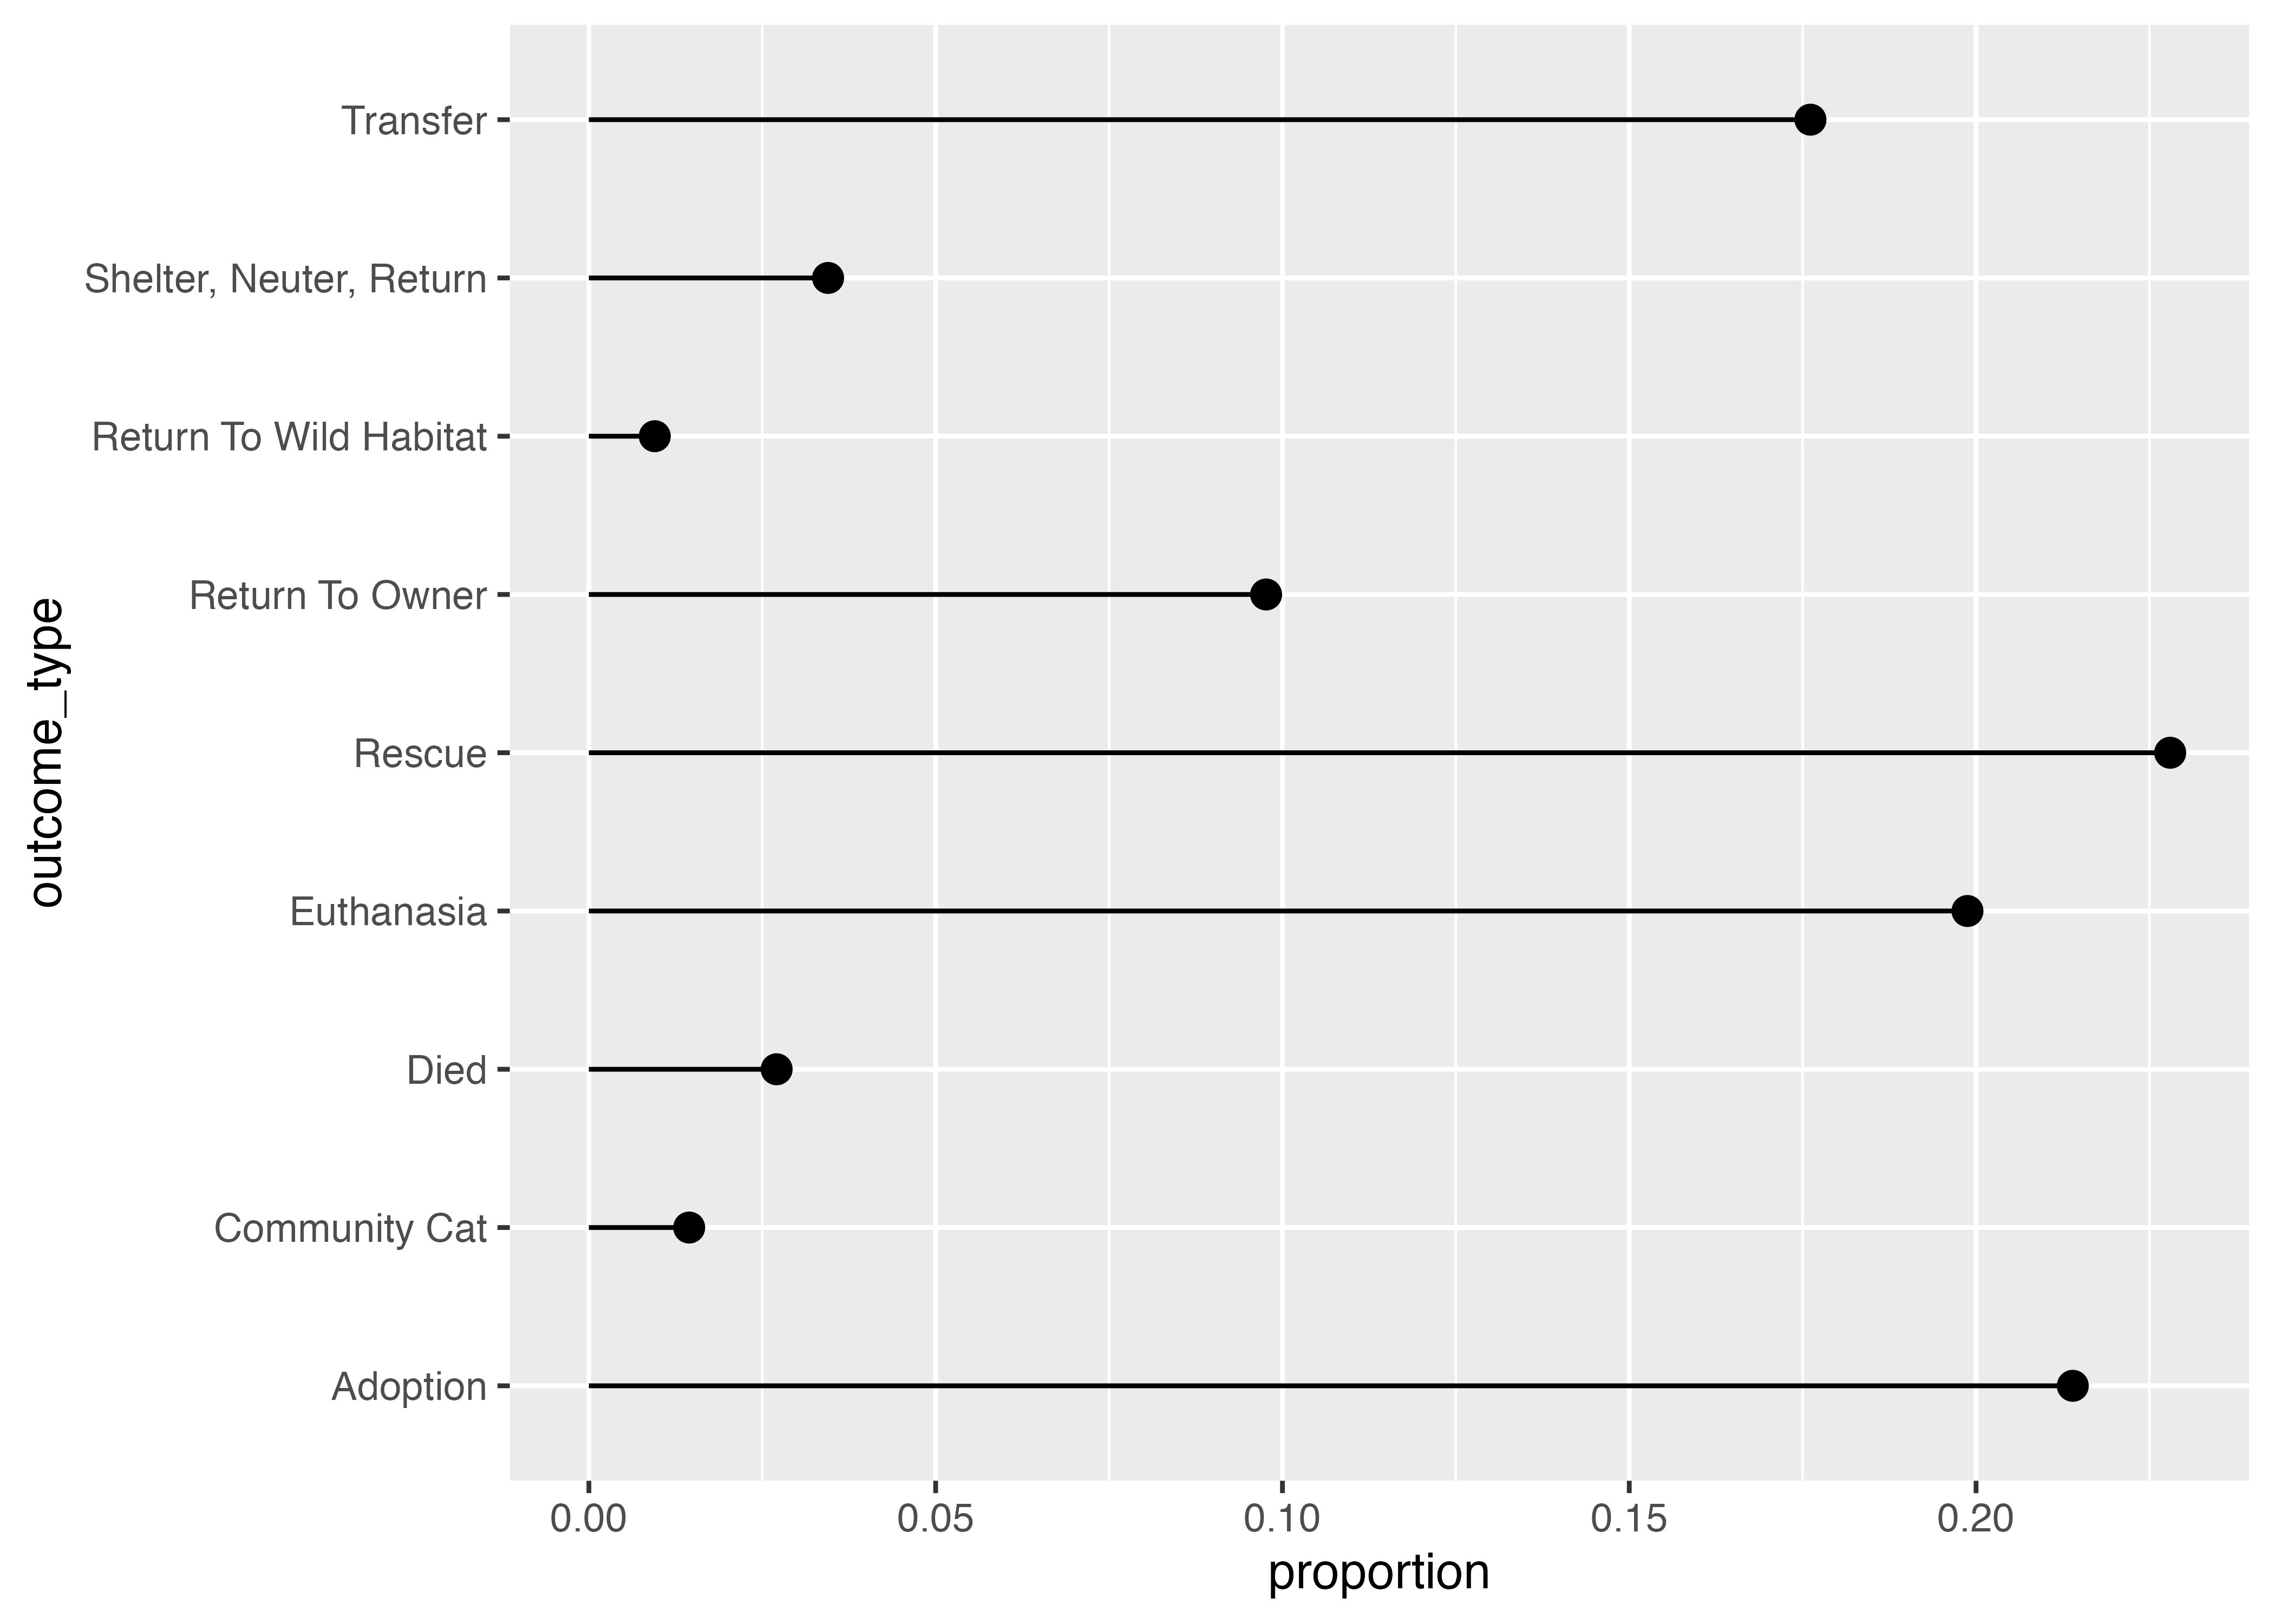 outcome_type
Transfer
Shelter, Neuter, Return
Return To Wild Habitat
Return To Owner
Rescue
Euthanasia
Died
Community Cat
Adoption
0.00 0.05 0.10 0.15 0.20
proportion